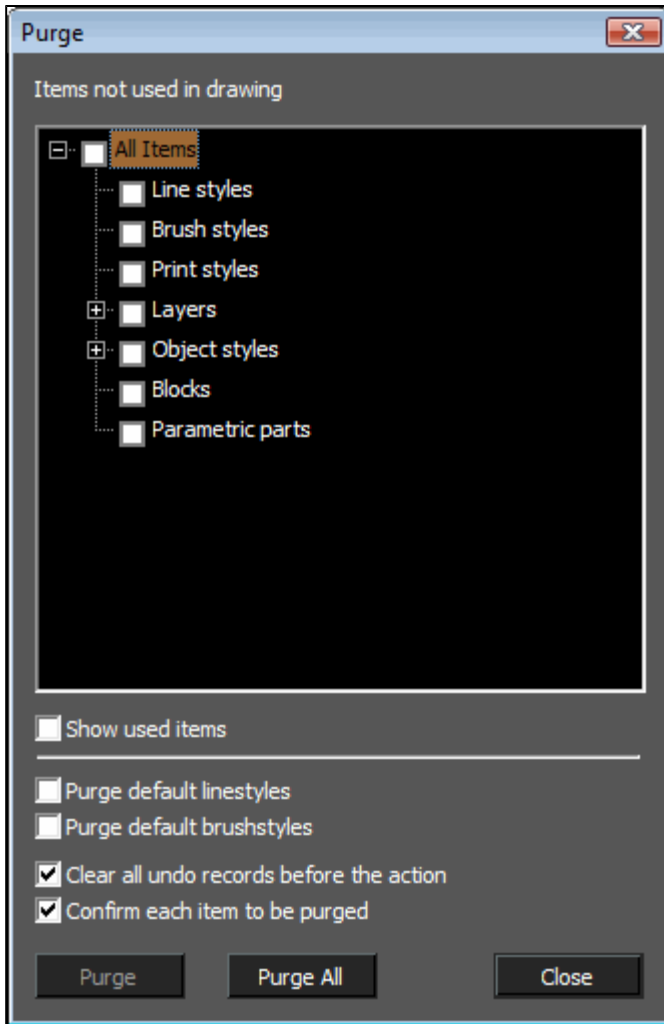 Purge
Items not used in drawing
All Items
Line styles
Brush styles
Print styles
Layers
Object styles
Blocks
Parametric parts
Show used items
Purge default linestyles
Purge default brushstyles
Clear all undo records before the action
Confirm each item to be purged
Purge Purge All Close